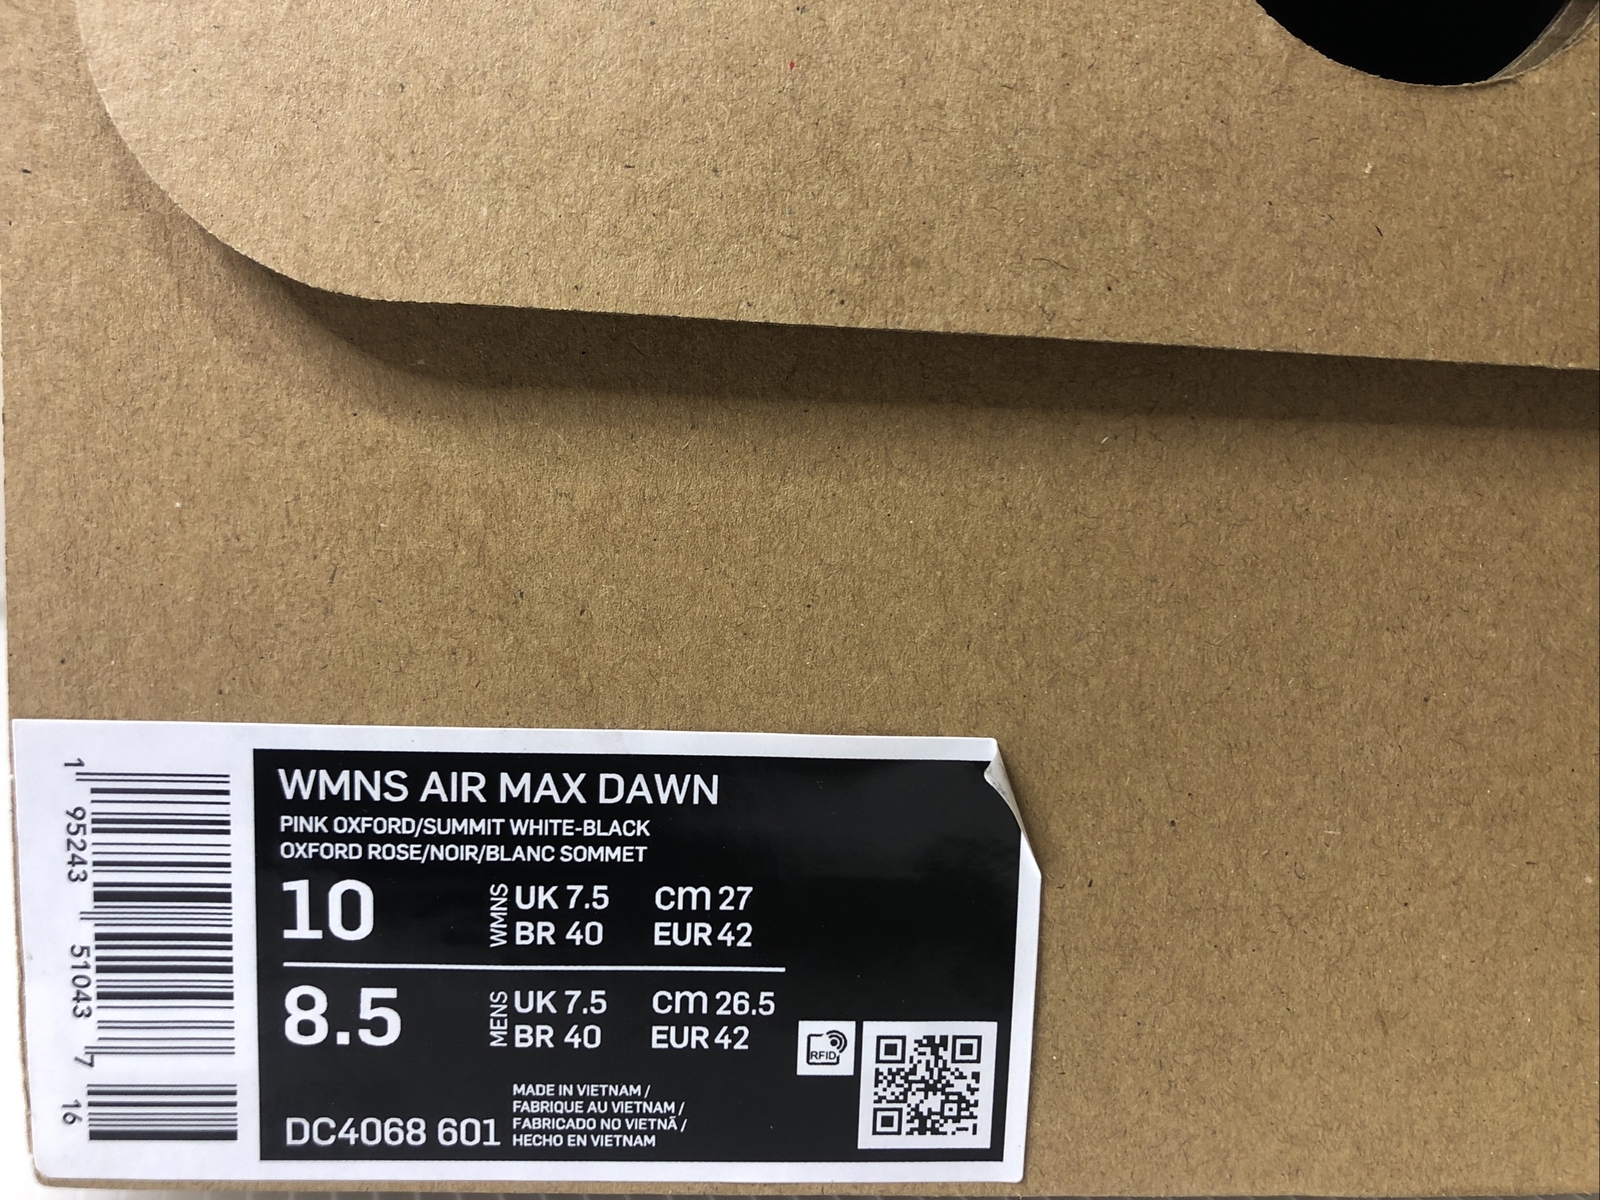 WMNS AIR MAX DAWN
PINK OXFORD/SUMMIT WHITE-BLACK
OXFORD ROSE/NOIR/BLANC SOMMET
10 WMNS UK 7.5 cm 27
BR 40 EUR 42
8.5 MENS UK 7.5 cm 26.5
BR 40 EUR 42
RFID
DC4068 601
MADE IN VIETNAM /
FABRIQUE AU VIETNAM /
FABRICADO NO VIETNÃ /
HECHO EN VIETNAM
1 95243 51043 7 16